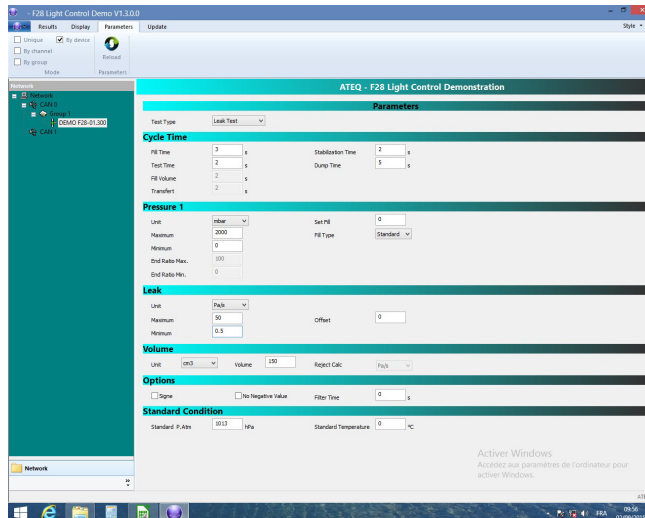 - F28 Light Control Demo V1.3.0.0
Results Display Parameters Update Style
Unique By device
By channel
By group
Reload
Mode Parameters
Network
ATEQ - F28 Light Control Demonstration
Network
CAN 0
Group 1
DEMO F28-01.300
CAN 1
Parameters
Test Type Leak Test
Cycle Time
Fill Time 3 s Stabilization Time 2 s
Test Time 2 s Dump Time 5 s
Fill Volume 2 s
Transfert 2 s
Pressure 1
Unit mbar Set Fill 0
Maximum 2000 Fill Type Standard
Minimum 0
End Ratio Max. 100
End Ratio Min. 0
Leak
Unit Pa/s
Maximum 50 Offset 0
Minimum 0.5
Volume
Unit cm3 Volume 150 Reject Calc Pa/s
Options
Signe No Negative Value Filter Time 0 s
Standard Condition
Standard P.Atm 1013 hPa Standard Temperature 0 °C
Activer Windows
Accédez aux paramètres de l'ordinateur pour
activer Windows.
Network
ATE
FRA 09:56